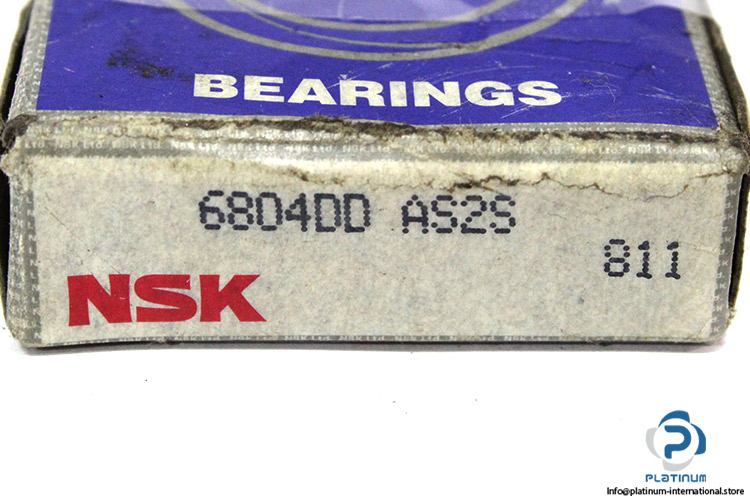 BEARINGS
6804DD AS2S
811
NSK
PLATINUM
Info@platinum-international.store